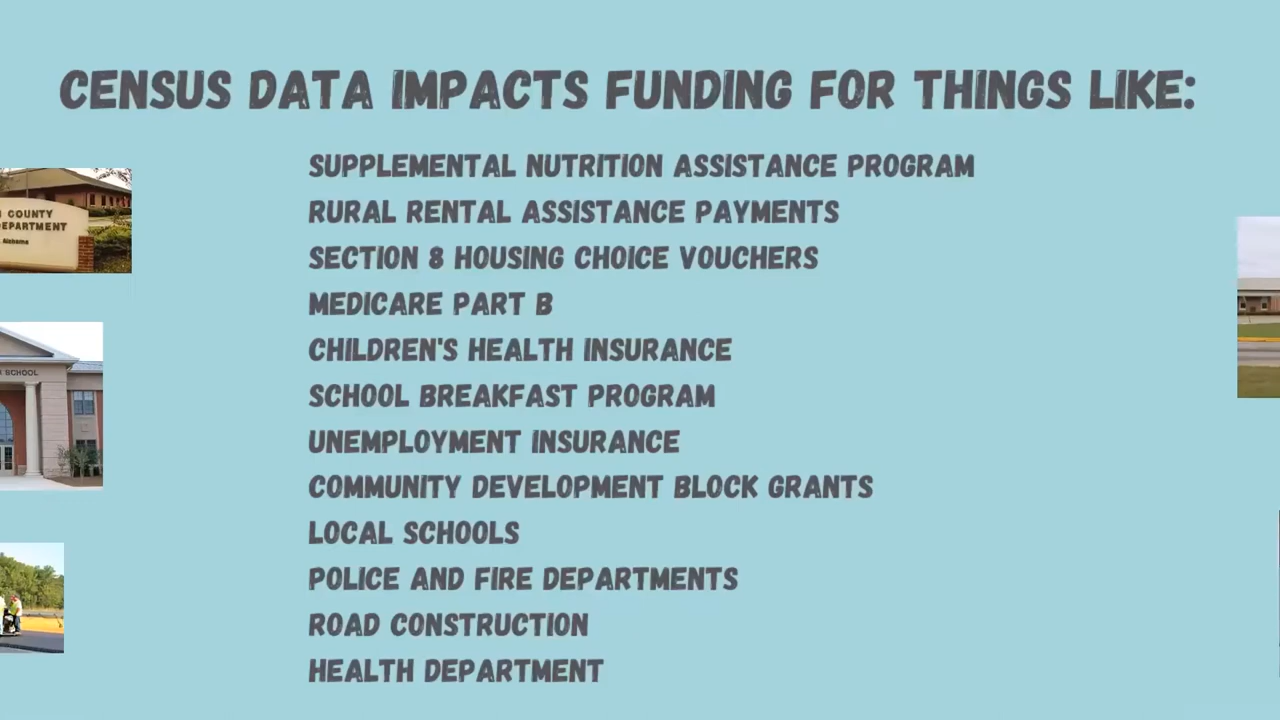 CENSUS DATA IMPACTS FUNDING FOR THINGS LIKE:
SUPPLEMENTAL NUTRITION ASSISTANCE PROGRAM
RURAL RENTAL ASSISTANCE PAYMENTS
SECTION 8 HOUSING CHOICE VOUCHERS
MEDICARE PART B
CHILDREN'S HEALTH INSURANCE
SCHOOL BREAKFAST PROGRAM
UNEMPLOYMENT INSURANCE
COMMUNITY DEVELOPMENT BLOCK GRANTS
LOCAL SCHOOLS
POLICE AND FIRE DEPARTMENTS
ROAD CONSTRUCTION
HEALTH DEPARTMENT
COUNTY
EPARTMENT
Alabama
SCHOOL